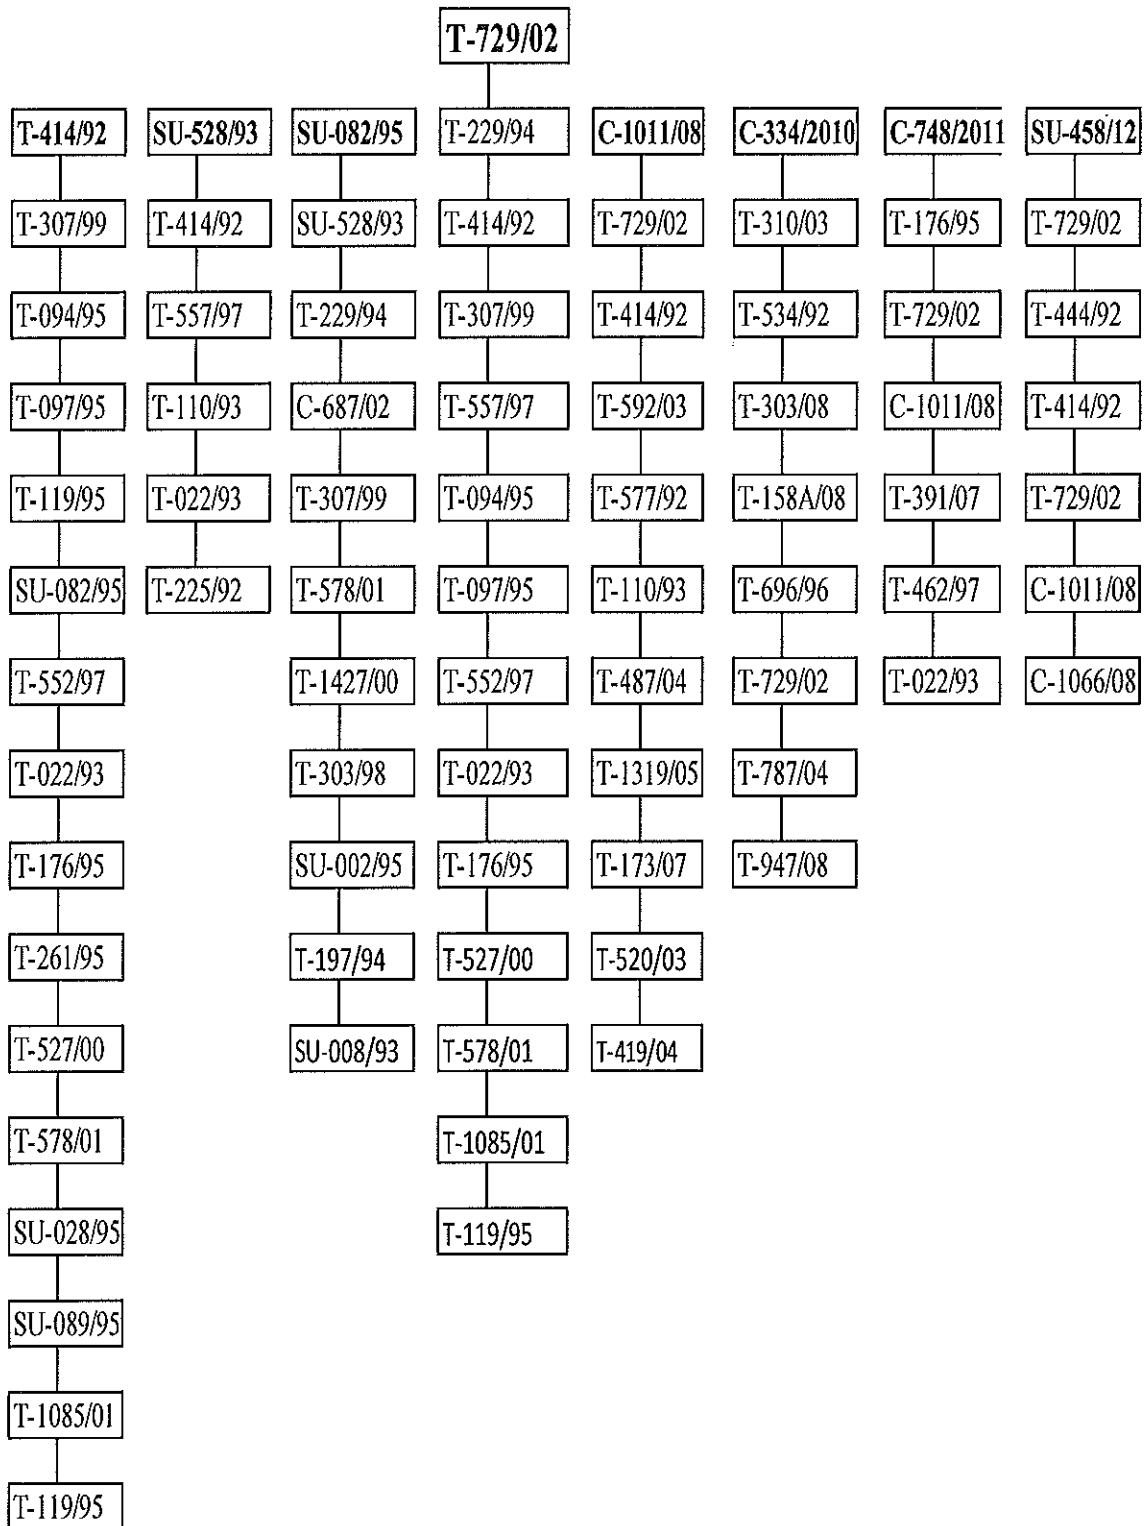 T-729/02
T-414/92 SU-528/93 SU-082/95 T-229/94 C-1011/08 C-334/2010 C-748/2011 SU-458/12
T-307/99 T-414/92 SU-528/93 T-414/92 T-729/02 T-310/03 T-176/95 T-729/02
T-094/95 T-557/97 T-229/94 T-307/99 T-414/92 T-534/92 T-729/02 T-444/92
T-097/95 T-110/93 C-687/02 T-557/97 T-592/03 T-303/08 C-1011/08 T-414/92
T-119/95 T-022/93 T-307/99 T-094/95 T-577/92 T-158A/08 T-391/07 T-729/02
SU-082/95 T-225/92 T-578/01 T-097/95 T-110/93 T-696/96 T-462/97 C-1011/08
T-552/97 T-1427/00 T-552/97 T-487/04 T-729/02 T-022/93 C-1066/08
T-022/93 T-303/98 T-022/93 T-1319/05 T-787/04
T-176/95 SU-002/95 T-176/95 T-173/07 T-947/08
T-261/95 T-197/94 T-527/00 T-520/03
T-527/00 SU-008/93 T-578/01 T-419/04
T-578/01 T-1085/01
SU-028/95 T-119/95
SU-089/95
T-1085/01
T-119/95